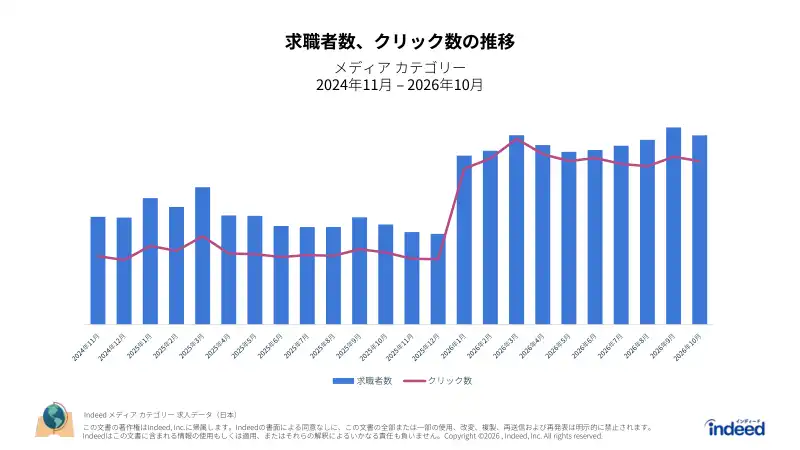 求職者数、クリック数の推移
メディア カテゴリー
2024年11月 – 2026年10月
2024年11月
2024年12月
2025年1月
2025年2月
2025年3月
2025年4月
2025年5月
2025年6月
2025年7月
2025年8月
2025年9月
2025年10月
2025年11月
2025年12月
2026年1月
2026年2月
2026年3月
2026年4月
2026年5月
2026年6月
2026年7月
2026年8月
2026年9月
2026年10月
求職者数 クリック数
Indeed メディア カテゴリー 求人データ（日本）
この文書の著作権はIndeed, Inc.に帰属します。Indeedの書面による同意なしに、この文書の全部または一部の使用、改変、複製、再送信および再発表は明示的に禁止されます。
Indeedはこの文書に含まれる情報の使用もしくは適用、またはそれらの解釈によるいかなる責任も負いません。Copyright ©2026 , Indeed, Inc. All rights reserved.
インディード
indeed